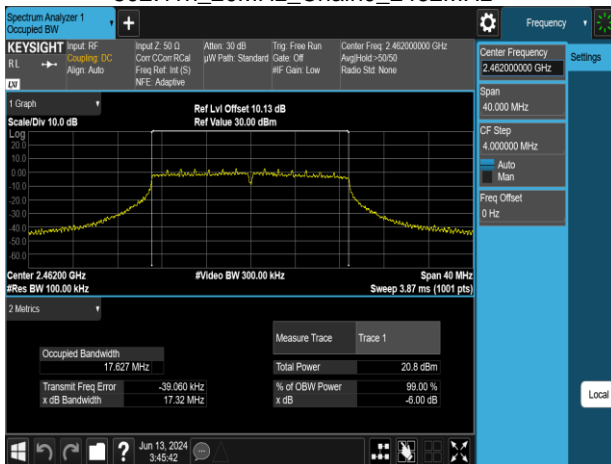 Spectrum Analyzer 1
Occupied BW
+
Frequency
KEYSIGHT
RL
LXI
Input: RF
Coupling: DC
Align: Auto
Input Z: 50 Ω
Corr CCorr RCal
Freq Ref: Int (S)
NFE: Adaptive
Atten: 30 dB
µW Path: Standard
Trig: Free Run
Gate: Off
#IF Gain: Low
Center Freq: 2.462000000 GHz
Avg|Hold:>50/50
Radio Std: None
1 Graph
Scale/Div 10.0 dB
Ref Lvl Offset 10.13 dB
Ref Value 30.00 dBm
Log
20.0
10.0
0.00
-10.0
-20.0
-30.0
-40.0
-50.0
-60.0
Center 2.46200 GHz
#Res BW 100.00 kHz
#Video BW 300.00 kHz
Span 40 MHz
Sweep 3.87 ms (1001 pts)
2 Metrics
Measure Trace Trace 1
Occupied Bandwidth
17.627 MHz
Total Power 20.8 dBm
Transmit Freq Error -39.060 kHz
% of OBW Power 99.00 %
x dB Bandwidth 17.32 MHz
x dB -6.00 dB
Center Frequency
2.462000000 GHz
Span
40.000 MHz
CF Step
4.000000 MHz
Auto
Man
Freq Offset
0 Hz
Settings
Local
?
Jun 13, 2024
3:45:42